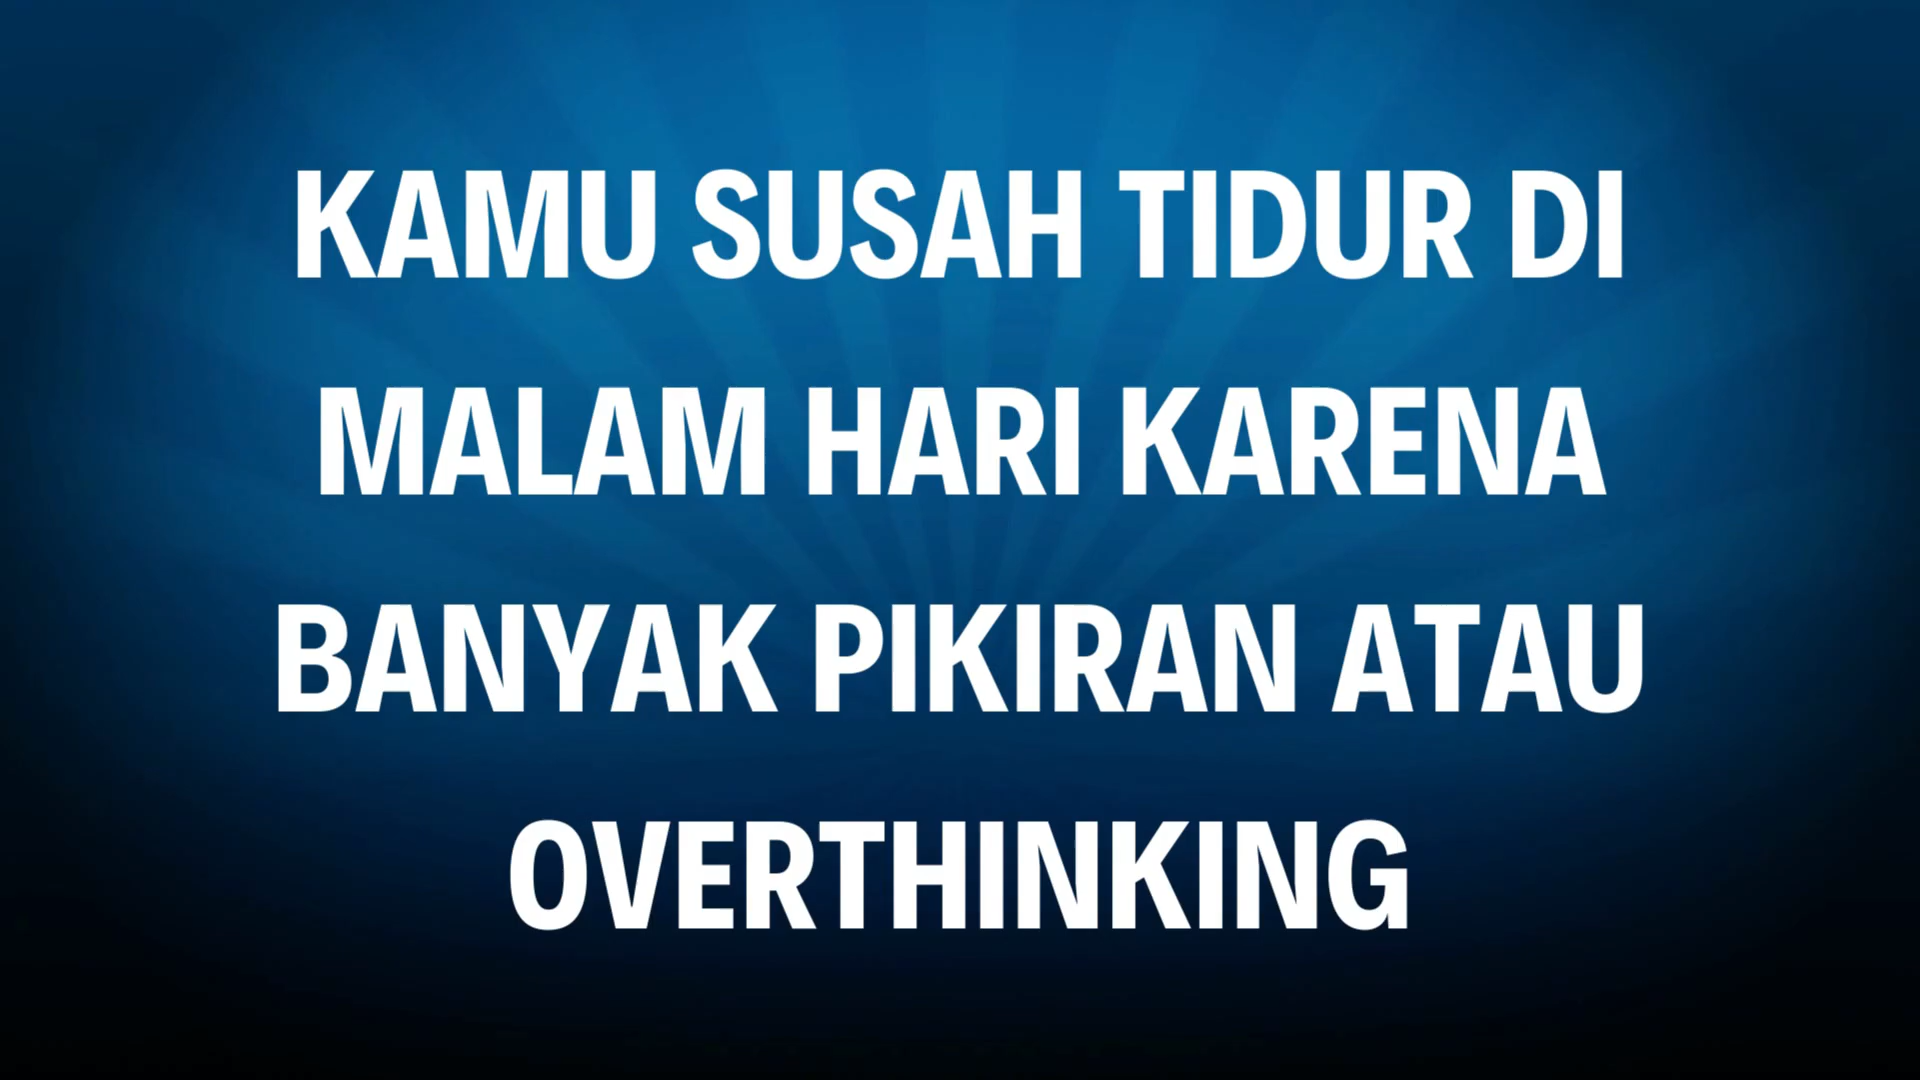 KAMU SUSAH TIDUR DI
MALAM HARI KARENA
BANYAK PIKIRAN ATAU
OVERTHINKING